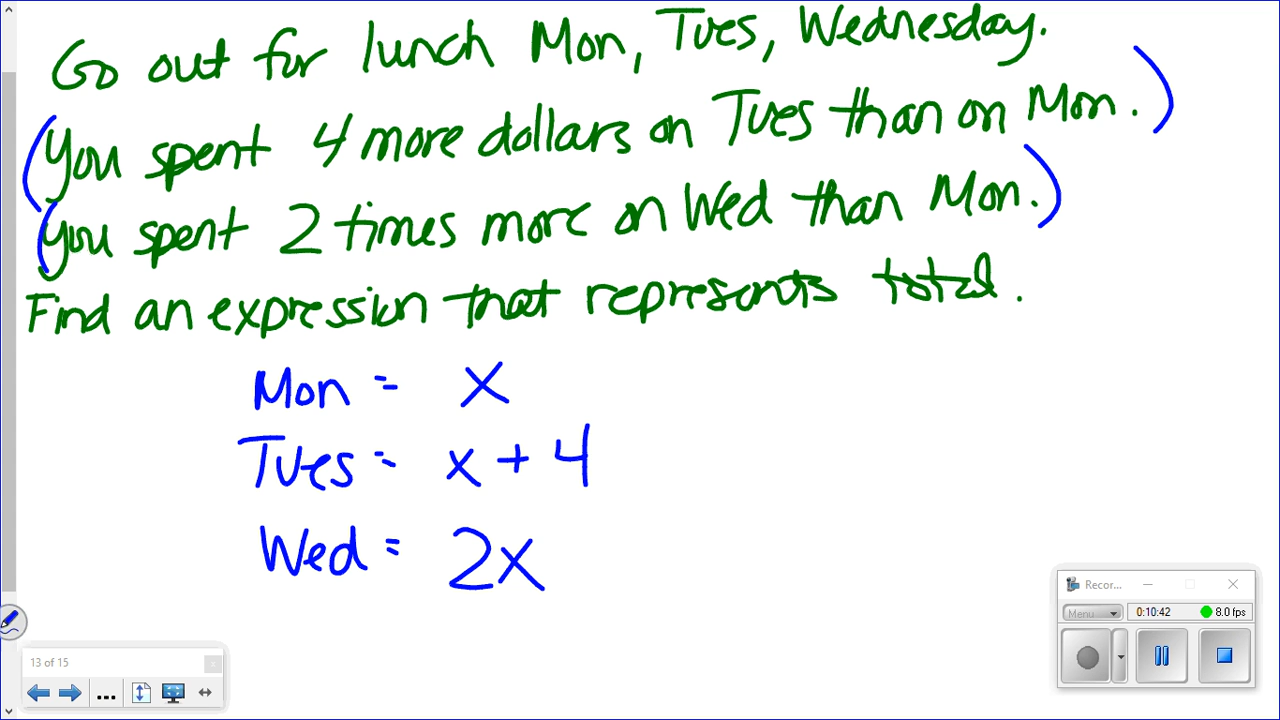 Go out for lunch Mon, Tues, Wednesday.
(You spent 4 more dollars on Tues than on Mon.)
(You spent 2 times more on Wed than Mon.)
Find an expression that represents total.
Mon = x
Tues = x + 4
Wed = 2x
Recor...
Menu 0:10:42 8.0 fps
13 of 15 x
...